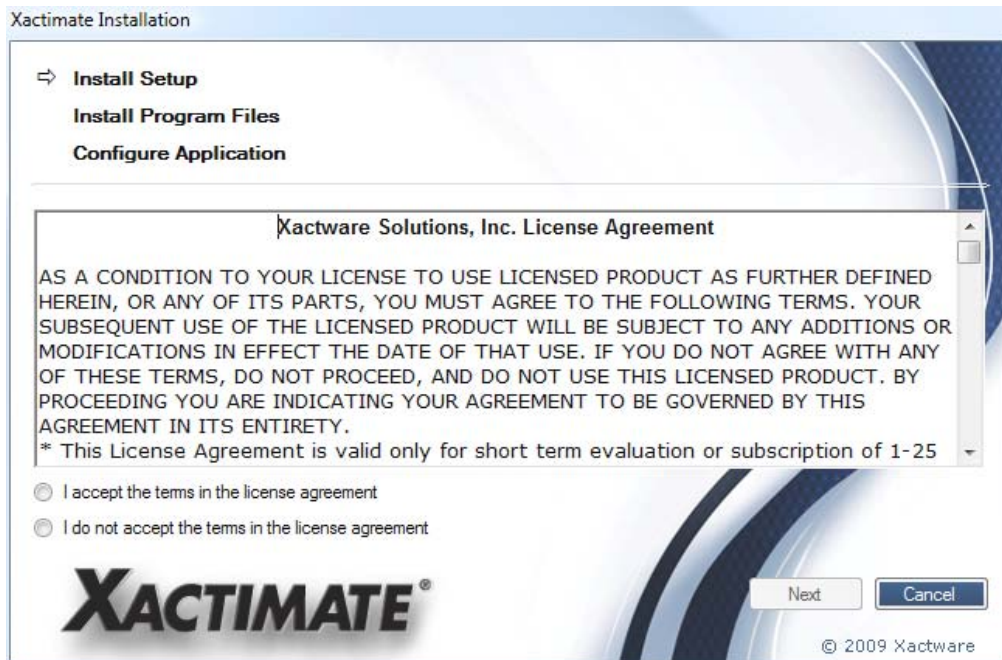 Xactimate Installation
⇨ Install Setup
Install Program Files
Configure Application
Xactware Solutions, Inc. License Agreement
AS A CONDITION TO YOUR LICENSE TO USE LICENSED PRODUCT AS FURTHER DEFINED
HEREIN, OR ANY OF ITS PARTS, YOU MUST AGREE TO THE FOLLOWING TERMS. YOUR
SUBSEQUENT USE OF THE LICENSED PRODUCT WILL BE SUBJECT TO ANY ADDITIONS OR
MODIFICATIONS IN EFFECT THE DATE OF THAT USE. IF YOU DO NOT AGREE WITH ANY
OF THESE TERMS, DO NOT PROCEED, AND DO NOT USE THIS LICENSED PRODUCT. BY
PROCEEDING YOU ARE INDICATING YOUR AGREEMENT TO BE GOVERNED BY THIS
AGREEMENT IN ITS ENTIRETY.
* This License Agreement is valid only for short term evaluation or subscription of 1-25
I accept the terms in the license agreement
I do not accept the terms in the license agreement
XACTIMATE®
Next
Cancel
© 2009 Xactware